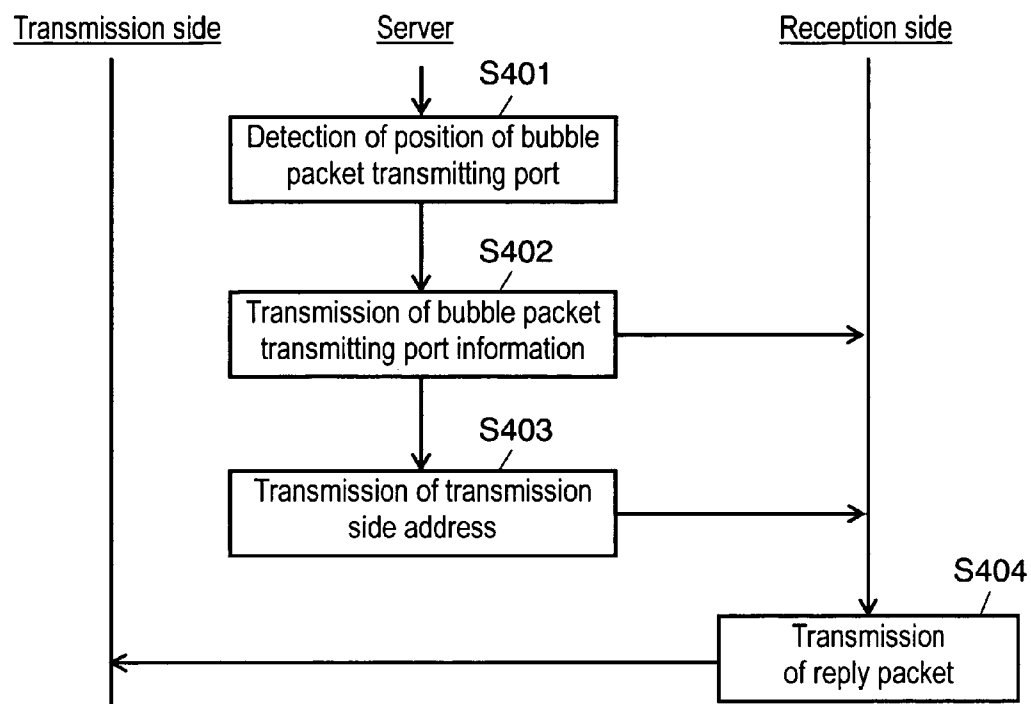 Transmission side
Server
Reception side
S401
Detection of position of bubble
packet transmitting port
S402
Transmission of bubble packet
transmitting port information
S403
Transmission of transmission
side address
S404
Transmission
of reply packet